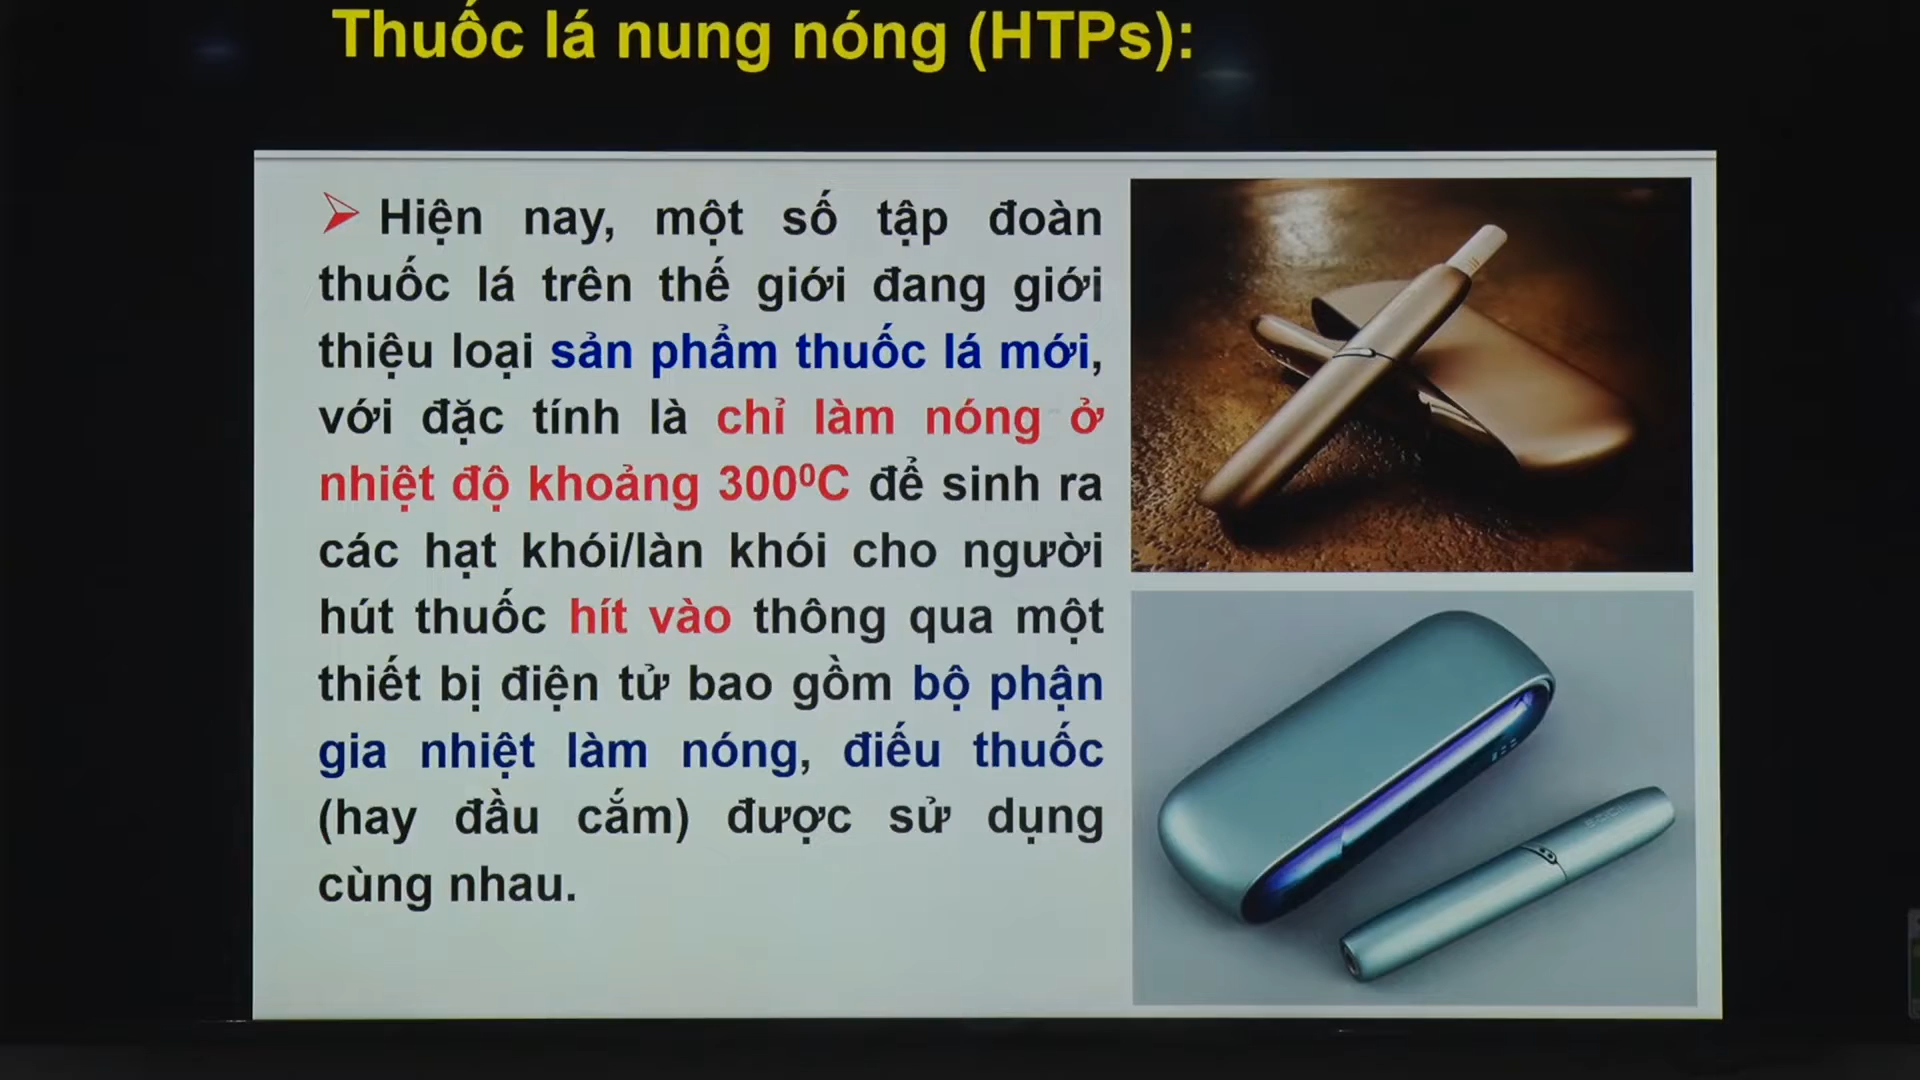 Thuốc lá nung nóng (HTPs):
Hiện nay, một số tập đoàn
thuốc lá trên thế giới đang giới
thiệu loại sản phẩm thuốc lá mới,
với đặc tính là chỉ làm nóng ở
nhiệt độ khoảng 300⁰C để sinh ra
các hạt khói/làn khói cho người
hút thuốc hít vào thông qua một
thiết bị điện tử bao gồm bộ phận
gia nhiệt làm nóng, điếu thuốc
(hay đầu cắm) được sử dụng
cùng nhau.